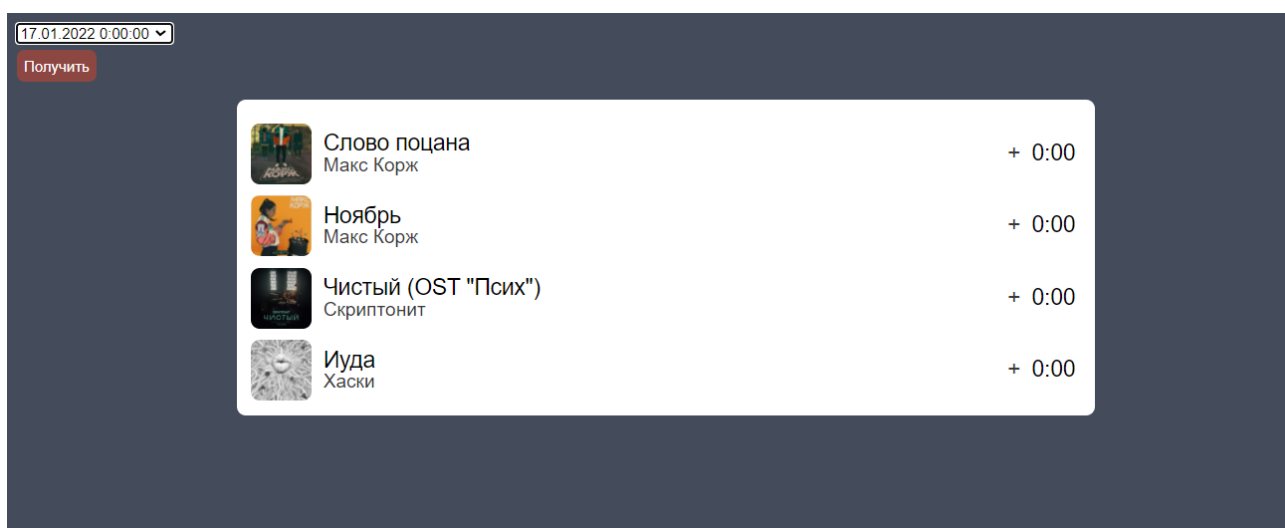 17.01.2022 0:00:00
Получить
Слово поцана
Макс Корж
+ 0:00
Ноябрь
Макс Корж
+ 0:00
Чистый (OST "Псих")
Скриптонит
+ 0:00
Иуда
Хаски
+ 0:00